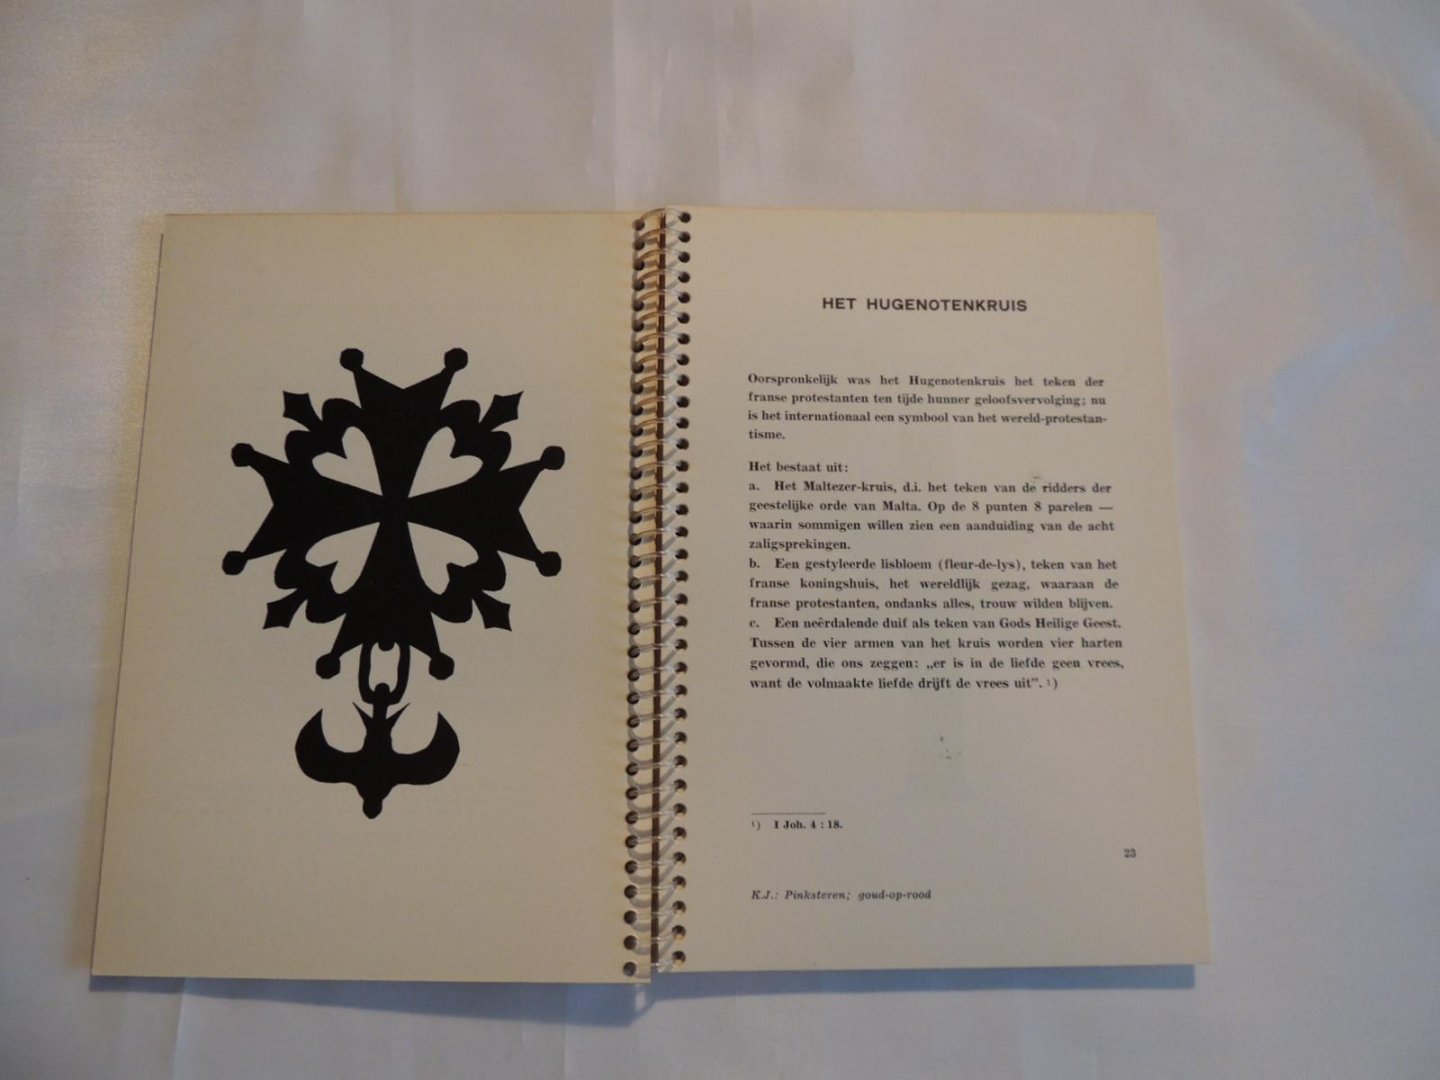 HET HUGENOTENKRUIS
Oorspronkelijk was het Hugenotenkruis het teken der
franse protestanten ten tijde hunner geloofsvervolging; nu
is het internationaal een symbool van het wereld-protestan-
tisme.
Het bestaat uit:
a. Het Maltezer-kruis, d.i. het teken van de ridders der
geestelijke orde van Malta. Op de 8 punten 8 parelen —
waarin sommigen willen zien een aanduiding van de acht
zaligsprekingen.
b. Een gestyleerde lisbloem (fleur-de-lys), teken van het
franse koningshuis, het wereldlijk gezag, waaraan de
franse protestanten, ondanks alles, trouw wilden blijven.
c. Een neêrdalende duif als teken van Gods Heilige Geest.
Tussen de vier armen van het kruis worden vier harten
gevormd, die ons zeggen: „er is in de liefde geen vrees,
want de volmaakte liefde drijft de vrees uit”. ¹)
¹) I Joh. 4 : 18.
23
K.J.: Pinksteren; goud-op-rood